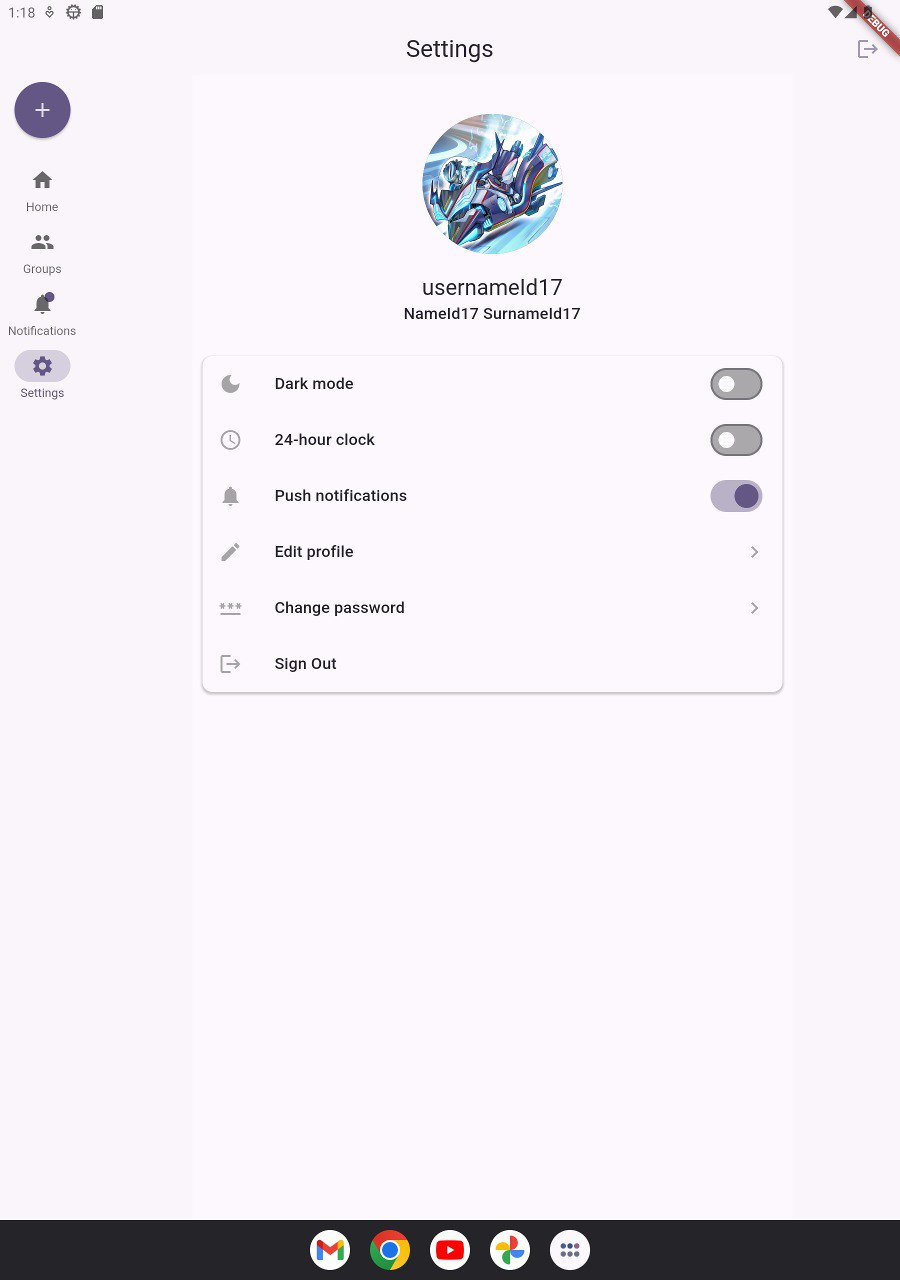 1:18
Settings
Home
Groups
Notifications
Settings
usernameId17
NameId17 SurnameId17
Dark mode
24-hour clock
Push notifications
Edit profile
Change password
***
Sign Out